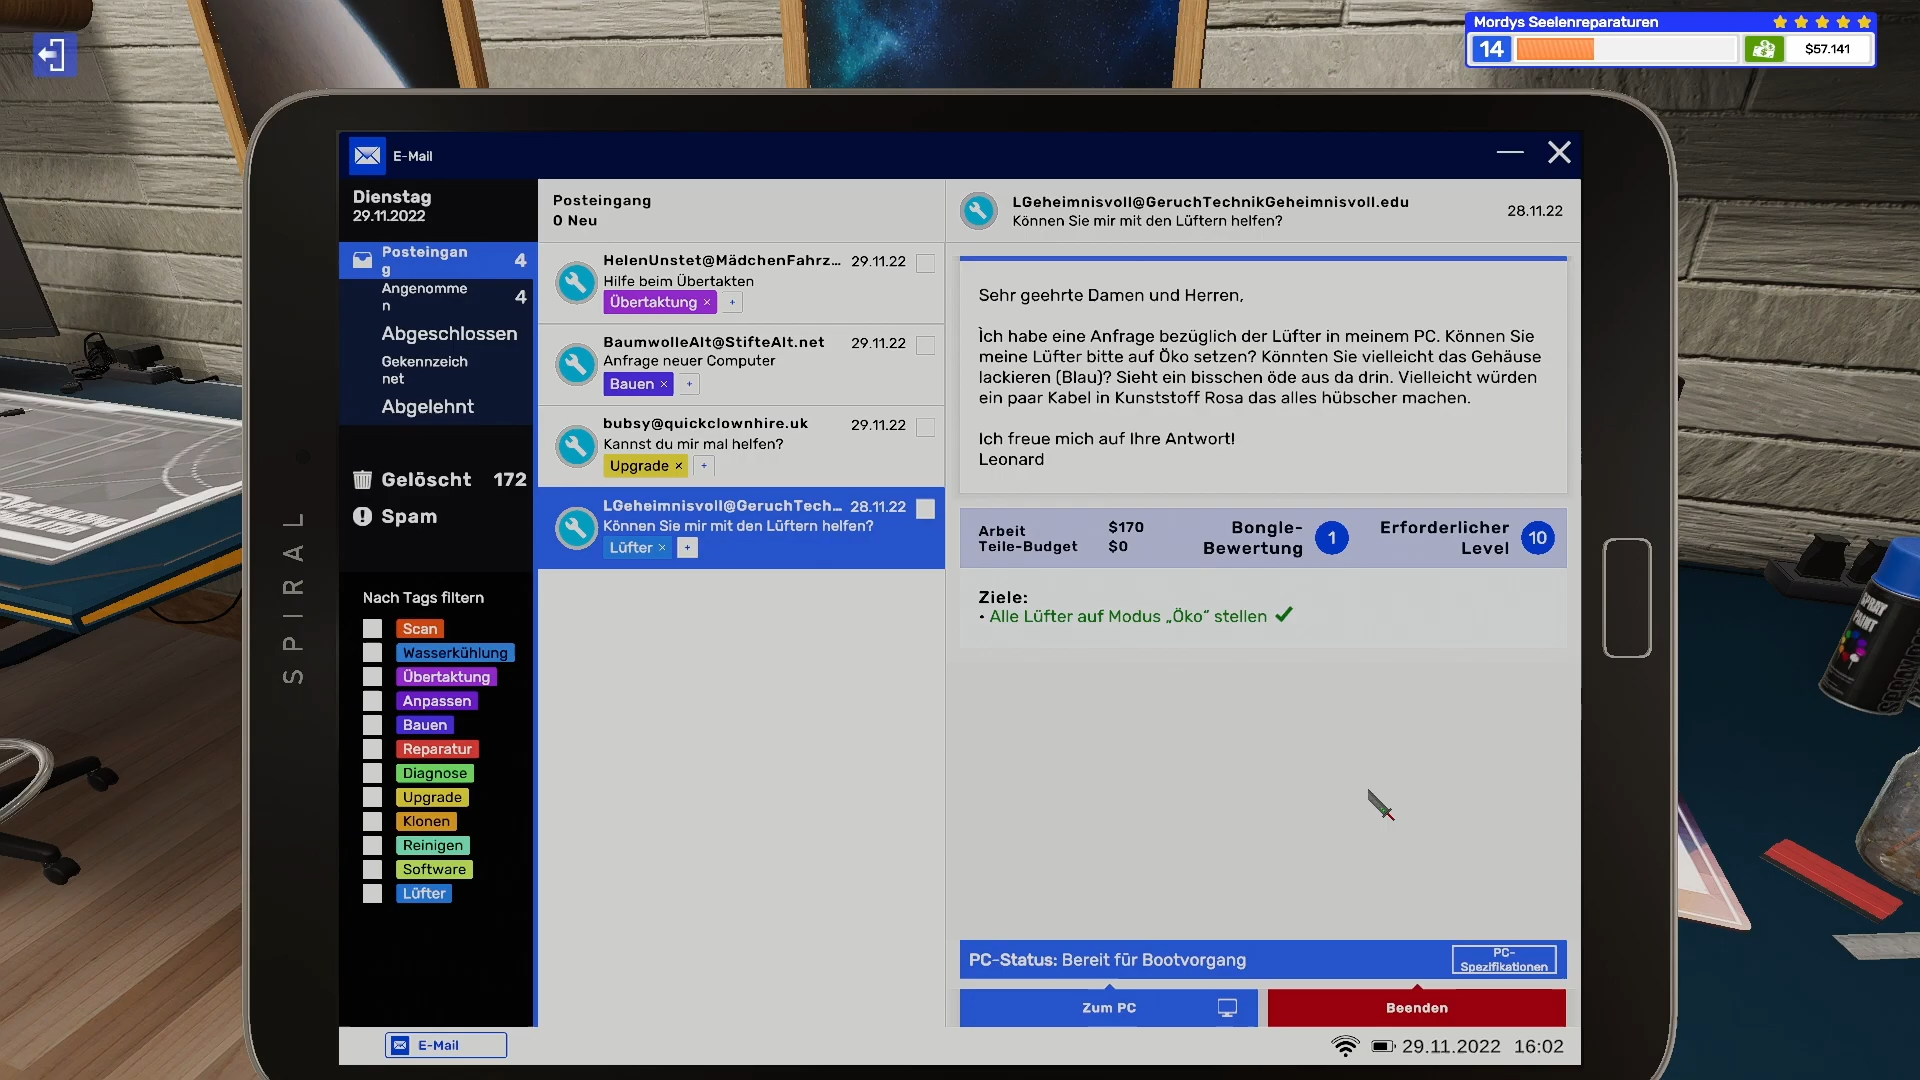 Mordys Seelenreparaturen
14
$57.141
E-Mail
Dienstag
29.11.2022
Posteingan
g
4
Angenomme
n
4
Abgeschlossen
Gekennzeich
net
Abgelehnt
Gelöscht 172
Spam
Nach Tags filtern
Scan
Wasserkühlung
Übertaktung
Anpassen
Bauen
Reparatur
Diagnose
Upgrade
Klonen
Reinigen
Software
Lüfter
Posteingang
0 Neu
HelenUnstet@MädchenFahrz... 29.11.22
Hilfe beim Übertakten
Übertaktung × +
BaumwolleAlt@StifteAlt.net 29.11.22
Anfrage neuer Computer
Bauen × +
bubsy@quickclownhire.uk 29.11.22
Kannst du mir mal helfen?
Upgrade × +
LGeheimnisvoll@GeruchTech... 28.11.22
Können Sie mir mit den Lüftern helfen?
Lüfter × +
LGeheimnisvoll@GeruchTechnikGeheimnisvoll.edu
Können Sie mir mit den Lüftern helfen?
28.11.22
Sehr geehrte Damen und Herren,
Ìch habe eine Anfrage bezüglich der Lüfter in meinem PC. Können Sie
meine Lüfter bitte auf Öko setzen? Könnten Sie vielleicht das Gehäuse
lackieren (Blau)? Sieht ein bisschen öde aus da drin. Vielleicht würden
ein paar Kabel in Kunststoff Rosa das alles hübscher machen.
Ich freue mich auf Ihre Antwort!
Leonard
Arbeit $170
Teile-Budget $0
Bongle-
Bewertung
1
Erforderlicher
Level
10
Ziele:
• Alle Lüfter auf Modus „Öko“ stellen ✓
PC-Status: Bereit für Bootvorgang
PC-
Spezifikationen
Zum PC
Beenden
E-Mail
29.11.2022 16:02
SPIRAL
SPRAY
PAINT